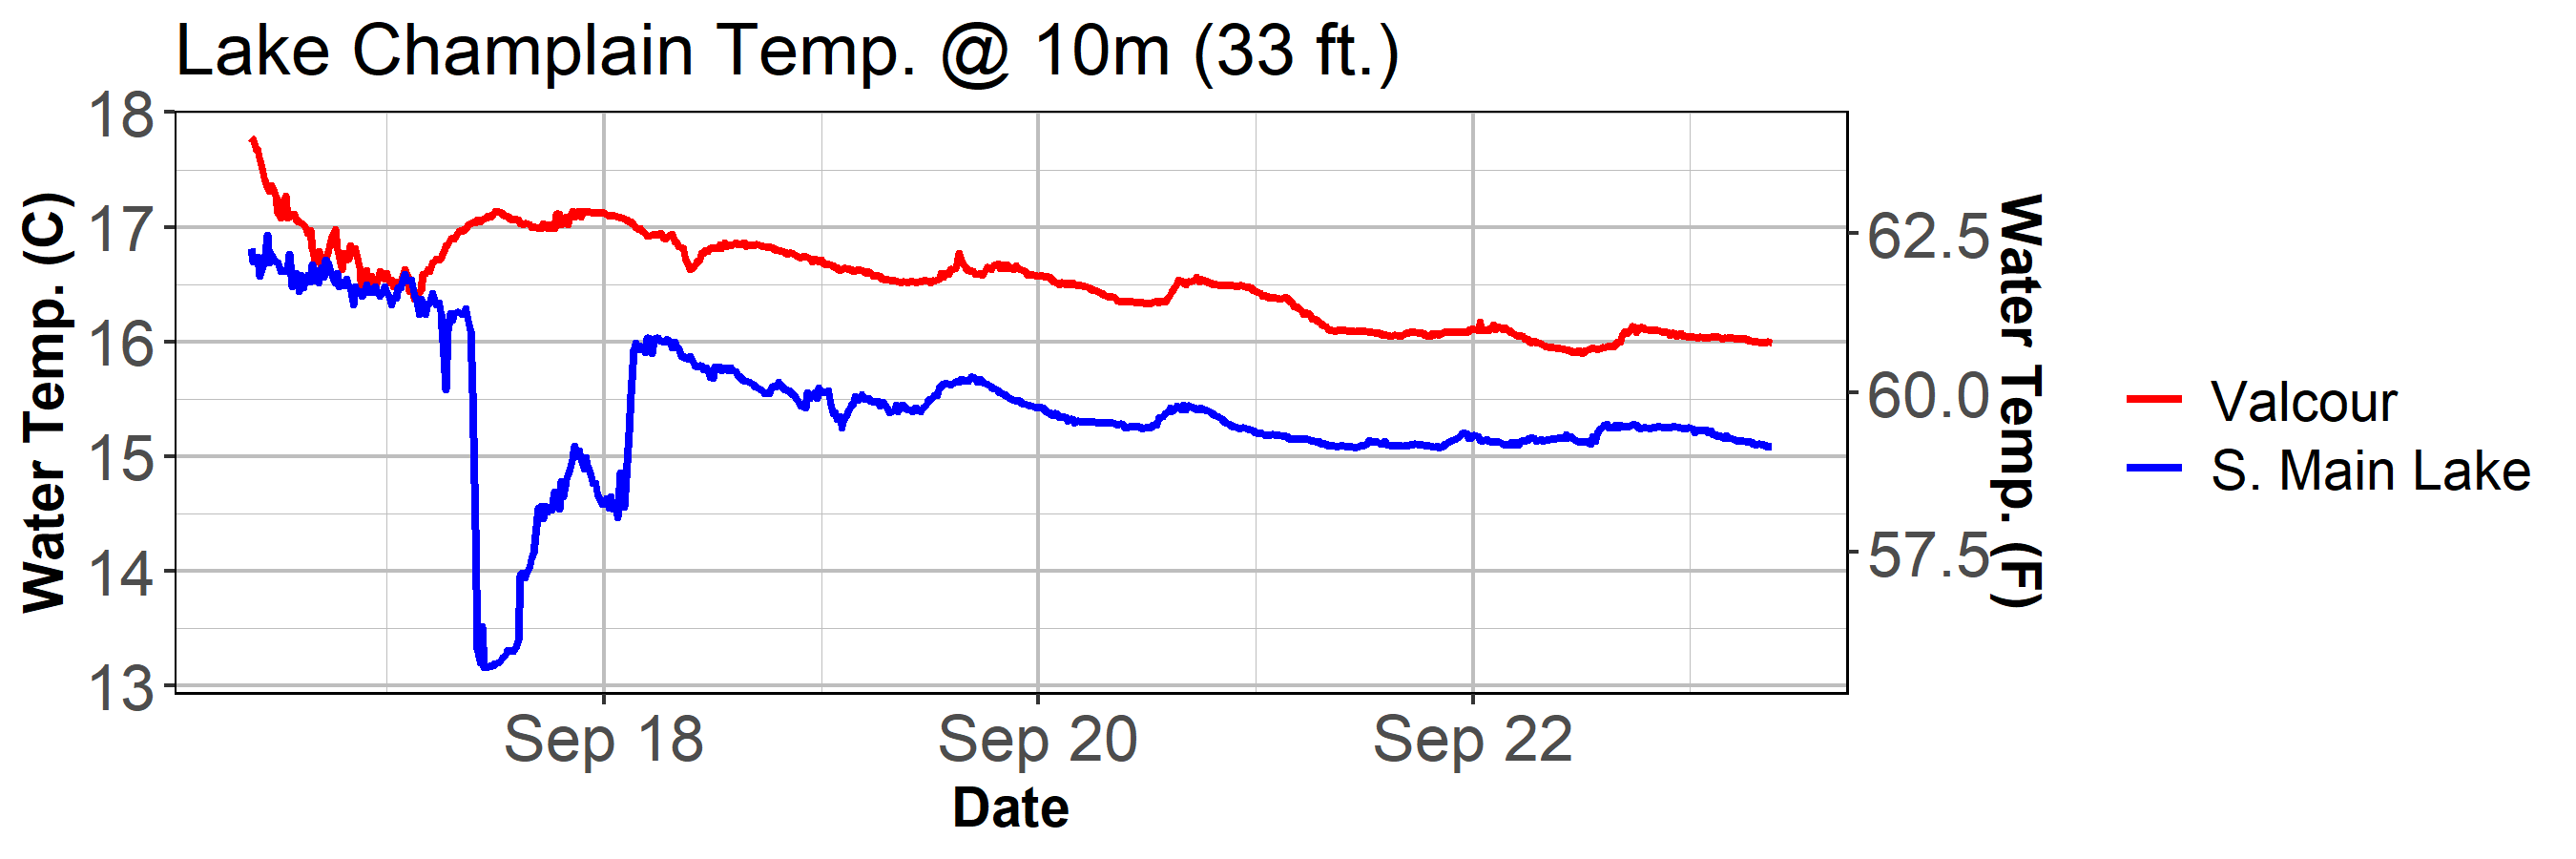 Lake Champlain Temp. @ 10m (33 ft.)
Water Temp. (C)
18
17
16
15
14
13
62.5
60.0
57.5
Water Temp. (F)
Sep 18
Sep 20
Sep 22
Date
Valcour
S. Main Lake